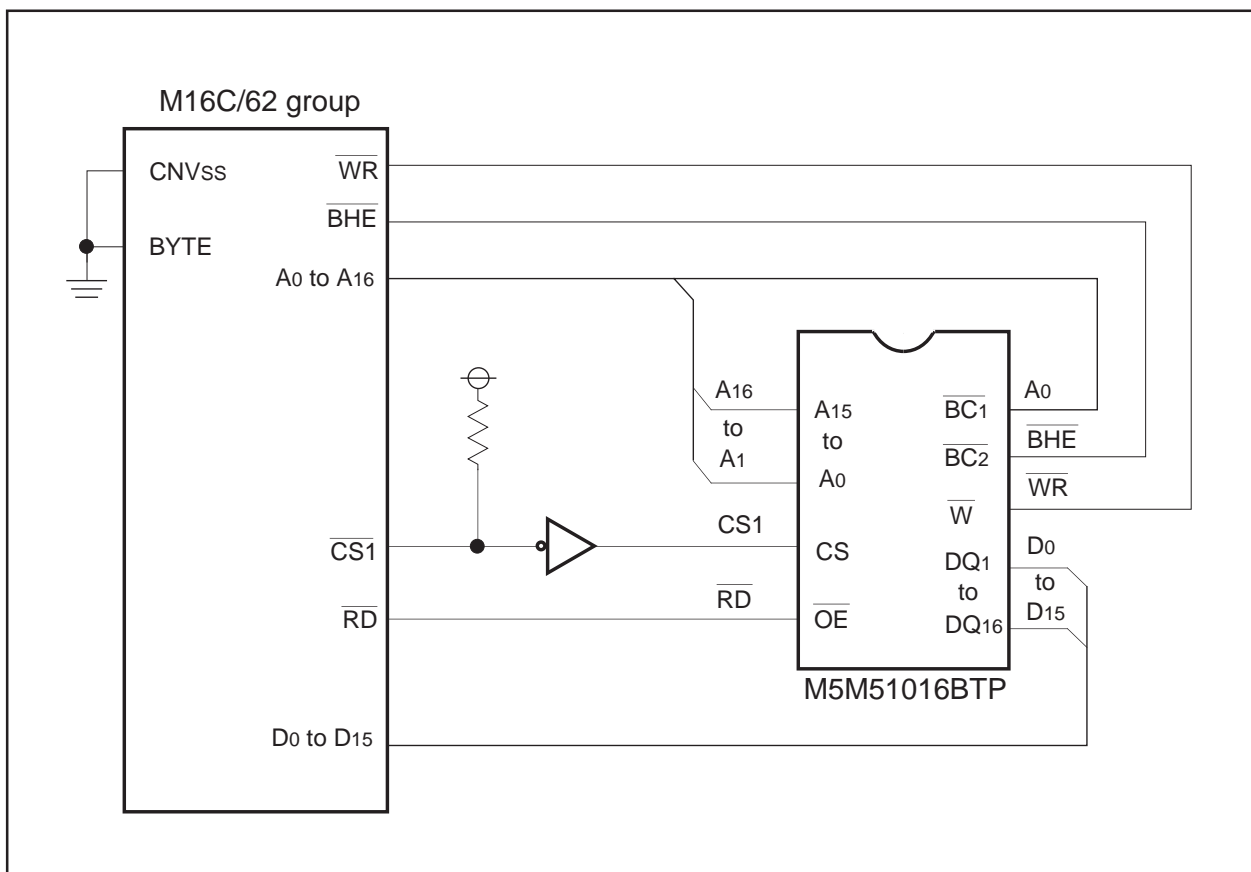 M16C/62 group
CNVss
BYTE
WR
BHE
A0 to A16
CS1
RD
D0 to D15
CS1
RD
A16
to
A1
A15
to
A0
CS
OE
BC1
BC2
W
DQ1
to
DQ16
A0
BHE
WR
D0
to
D15
M5M51016BTP